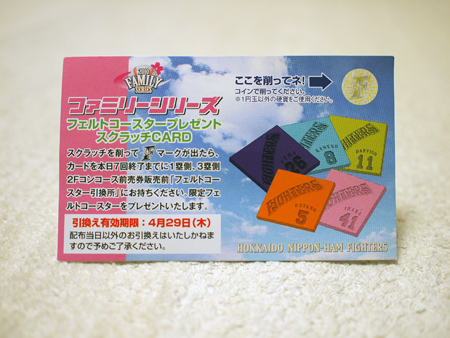 2010
FAMILY
SERIES
ファミリーシリーズ
フェルトコースタープレゼント
スクラッチCARD
スクラッチを削って F マークが出たら、
カードを本日7回終了までに1塁側、3塁側
2Fコンコース前売券販売前「フェルトコー
スター引換所」にお持ちください。限定フェ
ルトコースターをプレゼントいたします。
引換え有効期限：4月29日(木)
配布当日以外のお引換えはいたしかねま
すので予めご了承ください。
ここを削ってネ!
コインで削ってください。
※1円玉以外の硬貨をご使用ください。
F
FIGHTERS
8
DARVISH
11
5
41
HOKKAIDO NIPPON-HAM FIGHTERS